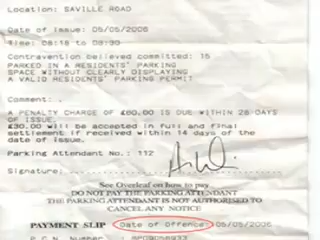 Location: SAVILLE ROAD
Date of Issue: 05/05/2006
Time: 08:16 to 03:30
Contravention believed committed: 15
PARKED IN A RESIDENTS' PARKING
SPACE WITHOUT CLEARLY DISPLAYING
A VALID RESIDENTS' PARKING PERMIT
Comment: .
A PENALTY CHARGE OF £60.00 IS DUE WITHIN 28 DAYS
OF ISSUE.
£30.00 will be accepted in full and final
settlement if received within 14 days of the
date of issue.
Parking Attendant No.: 112
Signature:
See Overleaf on how to pay
DO NOT PAY THE PARKING ATTENDANT
THE PARKING ATTENDANT IS NOT AUTHORISED TO
CANCEL ANY NOTICE
PAYMENT SLIP Date of Offence: 05/05/2006
P.C.N. Number :